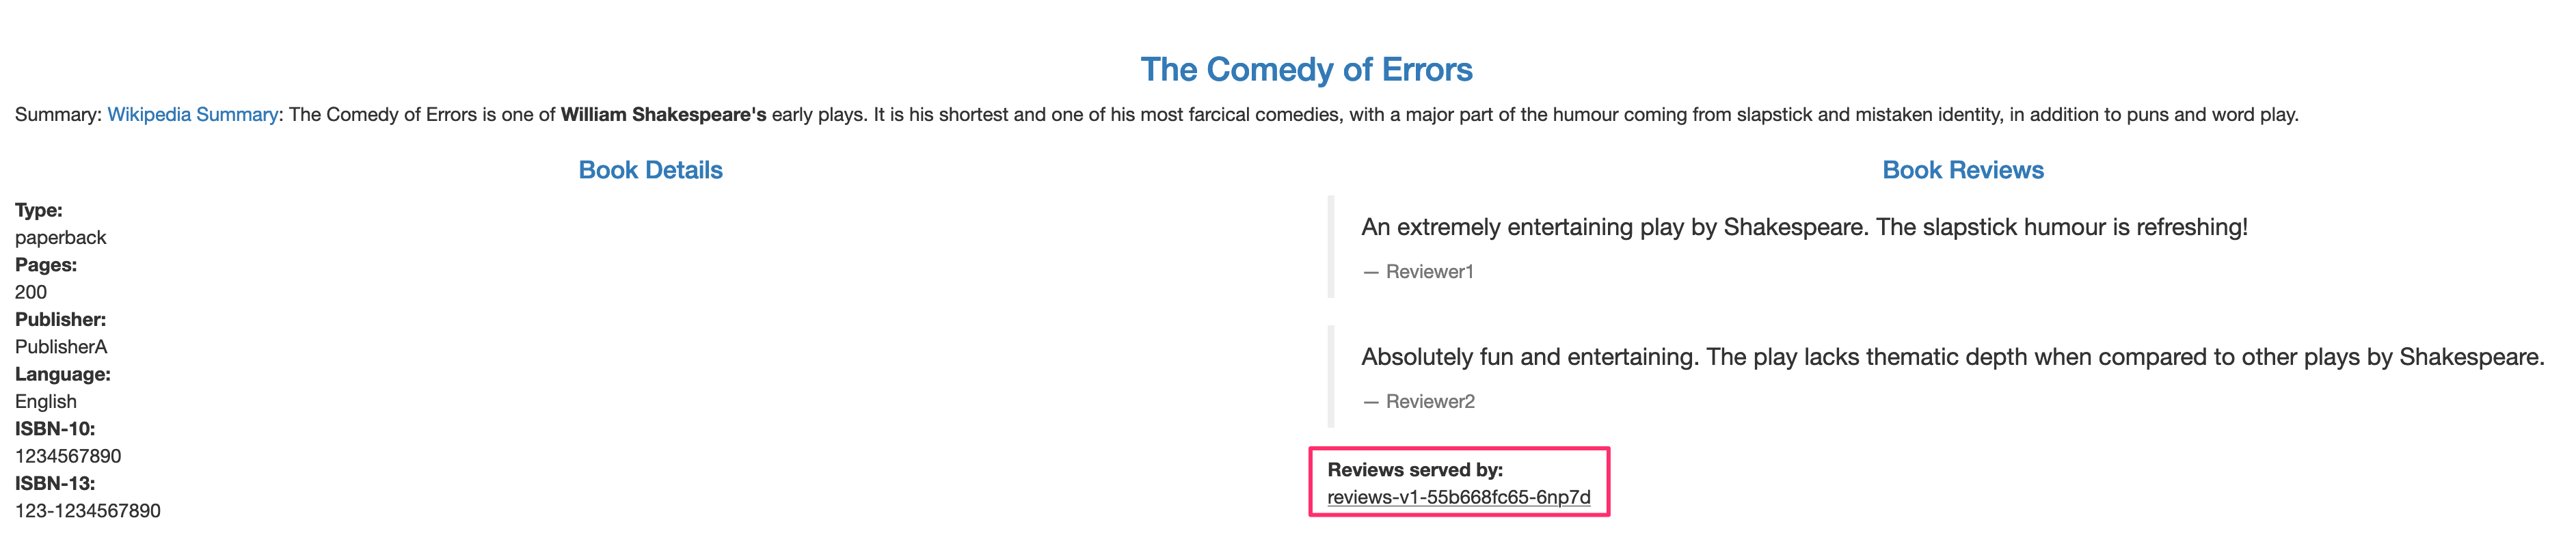 The Comedy of Errors
Summary: Wikipedia Summary: The Comedy of Errors is one of William Shakespeare's early plays. It is his shortest and one of his most farcical comedies, with a major part of the humour coming from slapstick and mistaken identity, in addition to puns and word play.
Book Details
Type:
paperback
Pages:
200
Publisher:
PublisherA
Language:
English
ISBN-10:
1234567890
ISBN-13:
123-1234567890
Book Reviews
An extremely entertaining play by Shakespeare. The slapstick humour is refreshing!
— Reviewer1
Absolutely fun and entertaining. The play lacks thematic depth when compared to other plays by Shakespeare.
— Reviewer2
Reviews served by:
reviews-v1-55b668fc65-6np7d